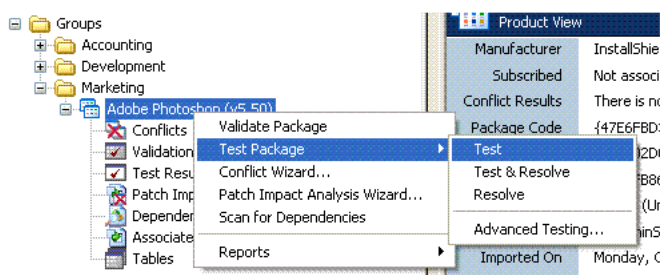 Groups
Accounting
Development
Marketing
Adobe Photoshop (v5.50)
Conflicts
Validation
Test Resu
Patch Imp
Depender
Associate
Tables
Validate Package
Test Package
Conflict Wizard...
Patch Impact Analysis Wizard...
Scan for Dependencies
Reports
Test
Test & Resolve
Resolve
Advanced Testing...
Product View
Manufacturer InstallShie
Subscribed Not associ
Conflict Results There is no
Package Code {47E6FBD:
Imported On Monday, O